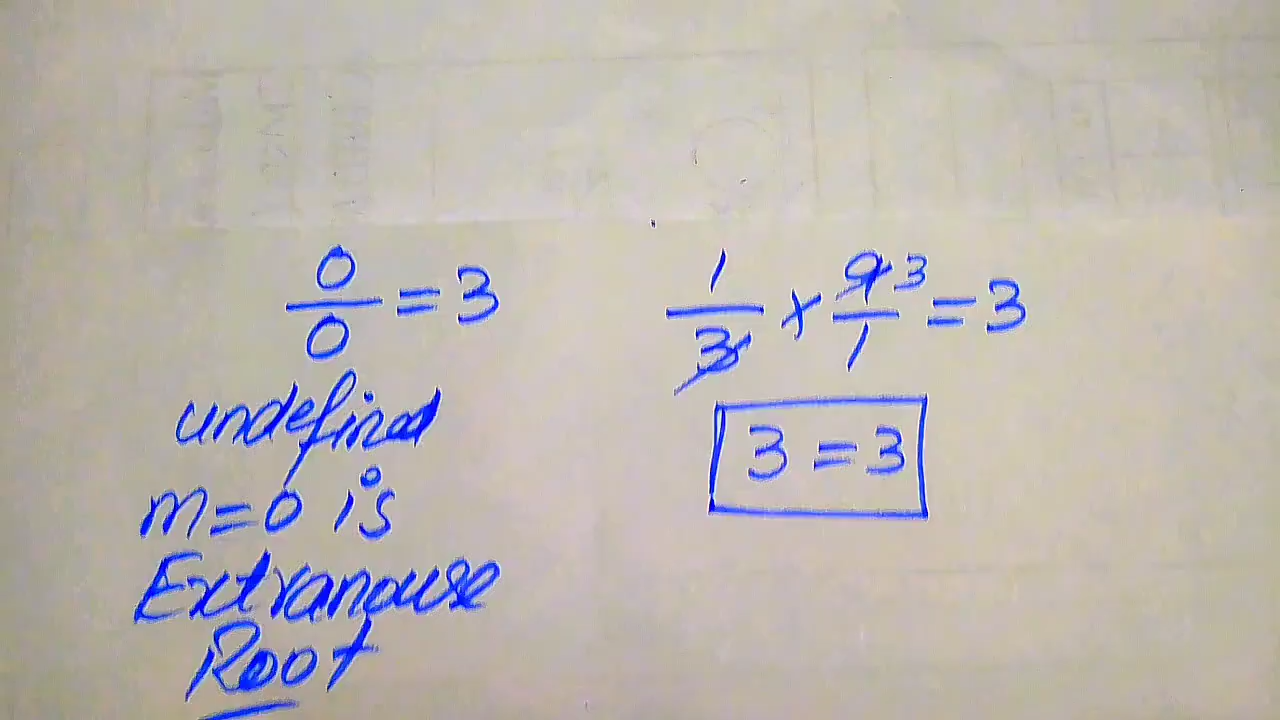 0/0 = 3
undefined
m=0 is
Extranouse
Root
1/3 × 9/1 3 = 3
3 = 3